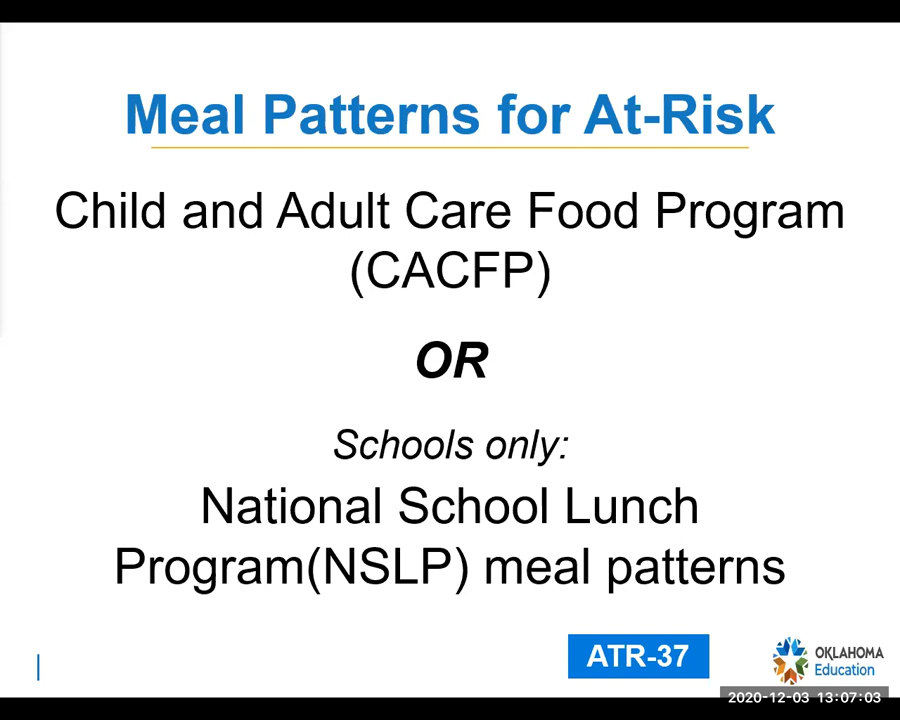 Meal Patterns for At-Risk
Child and Adult Care Food Program
(CACFP)
OR
Schools only:
National School Lunch
Program(NSLP) meal patterns
ATR-37
OKLAHOMA
Education
2020-12-03 13:07:03